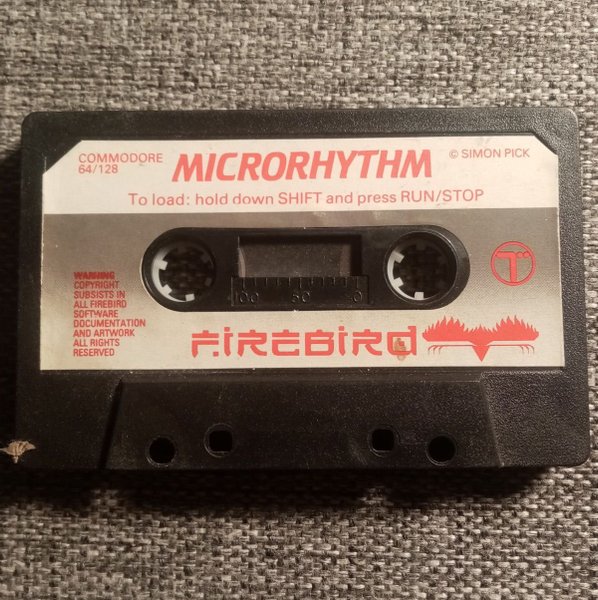 COMMODORE
64/128
MICRORHYTHM
© SIMON PICK
To load: hold down SHIFT and press RUN/STOP
WARNING
COPYRIGHT
SUBSISTS IN
ALL FIREBIRD
SOFTWARE
DOCUMENTATION
AND ARTWORK
ALL RIGHTS
RESERVED
100 50 0
T
FIREBIRD